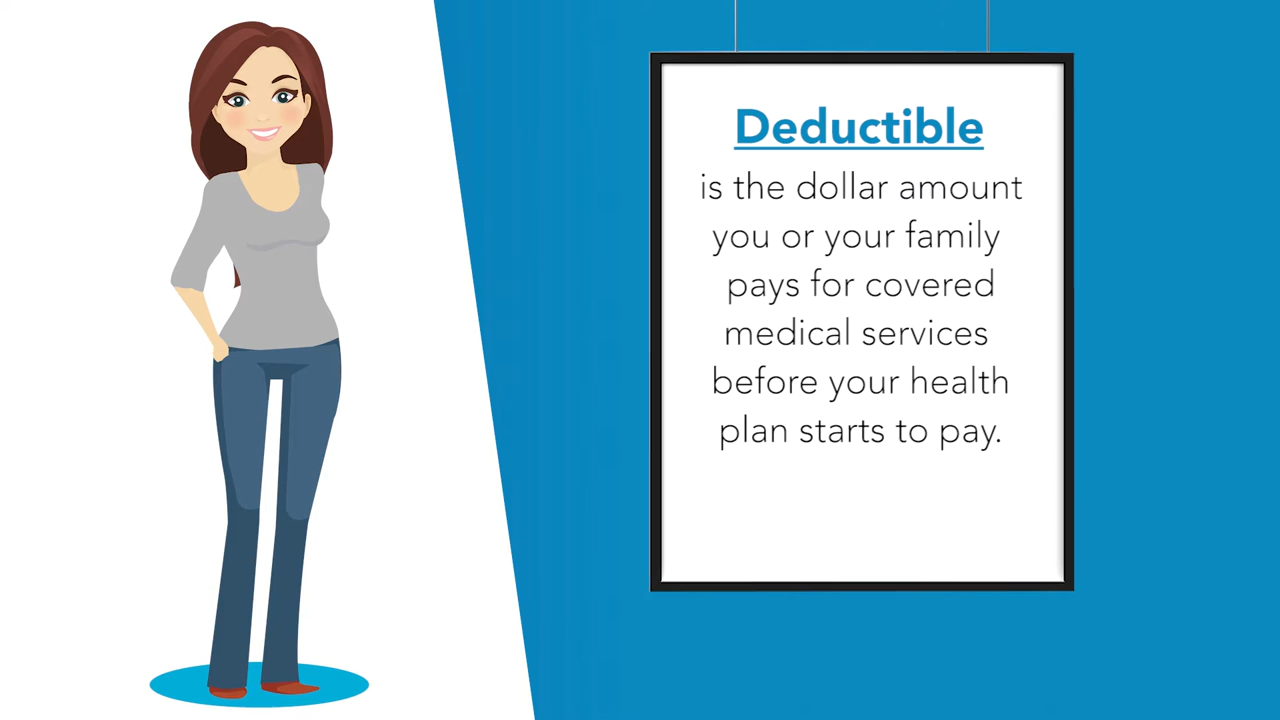 Deductible
is the dollar amount
you or your family
pays for covered
medical services
before your health
plan starts to pay.